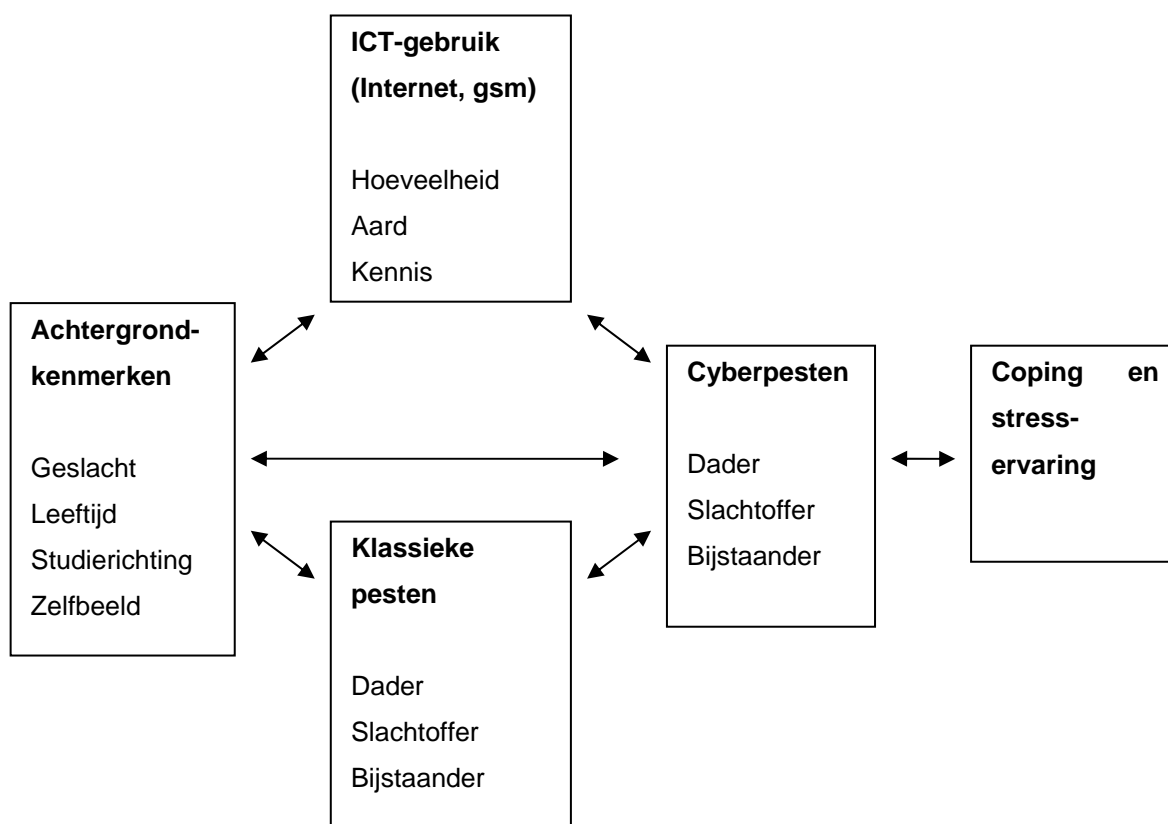 ICT-gebruik
(Internet, gsm)
Hoeveelheid
Aard
Kennis
Achtergrond-
kenmerken
Geslacht
Leeftijd
Studierichting
Zelfbeeld
Klassieke
pesten
Dader
Slachtoffer
Bijstaander
Cyberpesten
Dader
Slachtoffer
Bijstaander
Coping en
stress-
ervaring